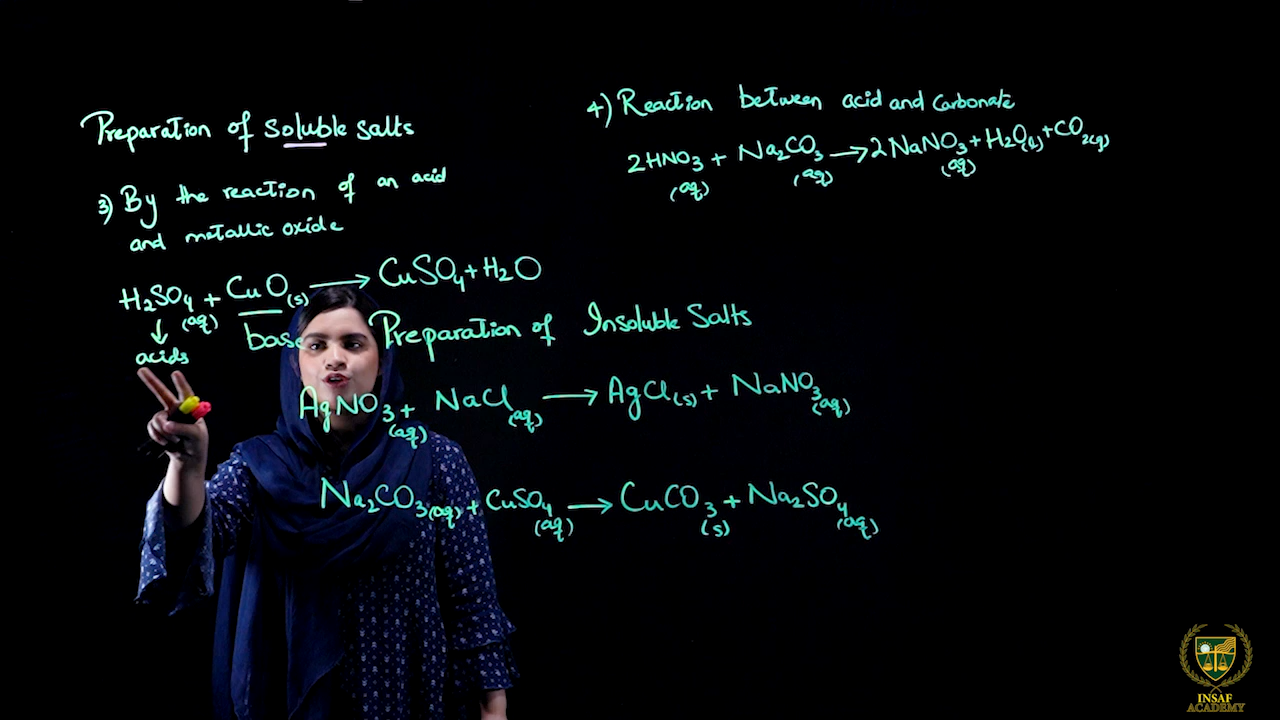 Preparation of soluble salts
3) By the reaction of an acid
and metallic oxide
H₂SO₄(aq) + CuO(s) → CuSO₄ + H₂O
↓
acids
base
4) Reaction between acid and carbonate
2HNO₃(aq) + Na₂CO₃(aq) → 2NaNO₃(aq) + H₂O(l) + CO₂(g)
Preparation of Insoluble Salts
AgNO₃(aq) + NaCl(aq) → AgCl(s) + NaNO₃(aq)
Na₂CO₃(aq) + CuSO₄(aq) → CuCO₃(s) + Na₂SO₄(aq)
INSAF
ACADEMY